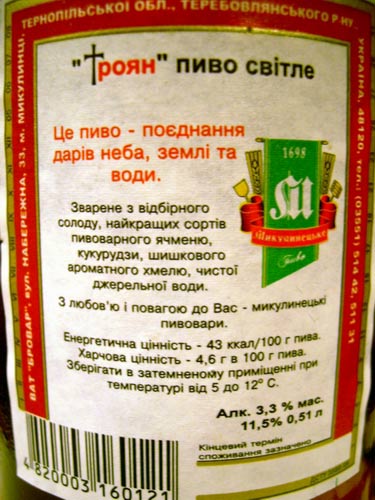 ТЕРНОПІЛЬСЬКОЇ ОБЛ., ТЕРЕБОВЛЯНСЬКОГО Р-НУ
УКРАЇНА, 48120, тел.: (03551) 514 42, 511 31
ВАТ "БРОВАР", вул. НАБЕРЕЖНА, 33, м. МИКУЛИНЦІ,
"Троян" пиво світле
Це пиво - поєднання
дарів неба, землі та
води.
1698
Микулинецьке
Пиво
Зварене з відбірного
солоду, найкращих сортів
пивоварного ячменю,
кукурудзи, шишкового
ароматного хмелю, чистої
джерельної води.
З любов'ю і повагою до Вас - микулинецькі
пивовари.
Енергетична цінність - 43 ккал/100 г пива.
Харчова цінність - 4,6 г в 100 г пива.
Зберігати в затемненому приміщенні при
температурі від 5 до 12° С.
Алк. 3,3 % мас.
11,5% 0,51 л
Кінцевий термін
споживання зазначено
4820003 160121